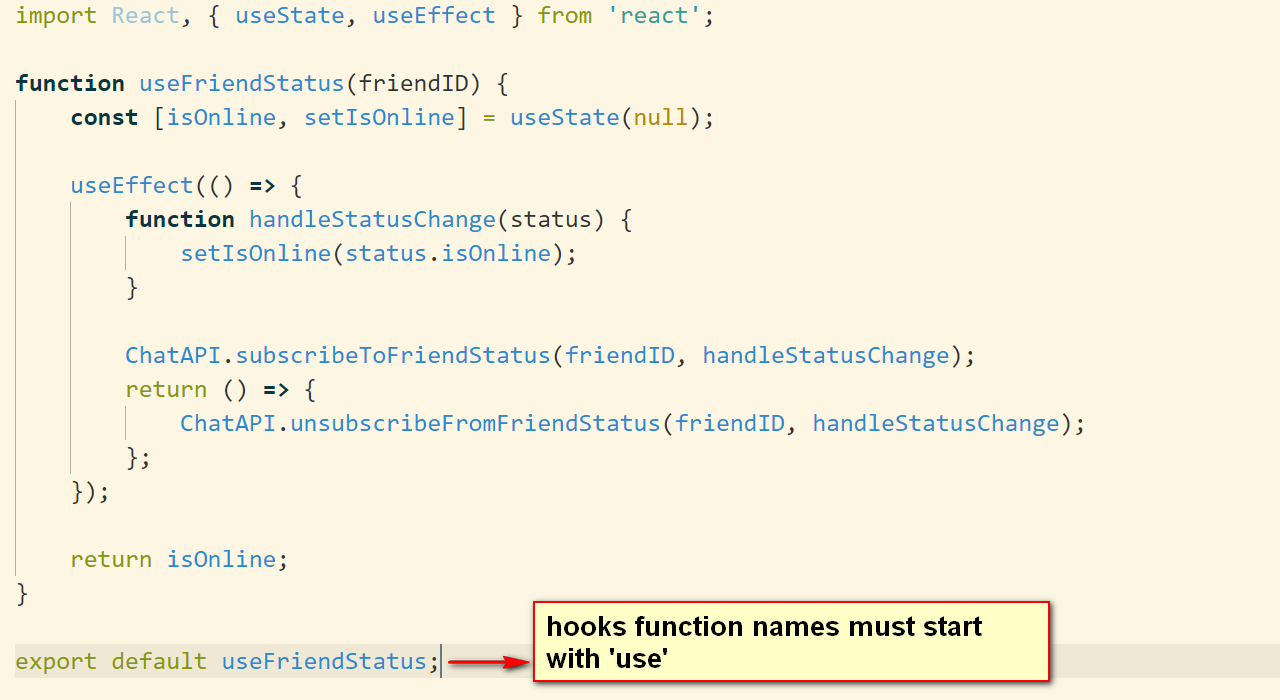 import React, { useState, useEffect } from 'react';
function useFriendStatus(friendID) {
    const [isOnline, setIsOnline] = useState(null);
    useEffect(() => {
        function handleStatusChange(status) {
            setIsOnline(status.isOnline);
        }
        ChatAPI.subscribeToFriendStatus(friendID, handleStatusChange);
        return () => {
            ChatAPI.unsubscribeFromFriendStatus(friendID, handleStatusChange);
        };
    });
    return isOnline;
}
export default useFriendStatus;
hooks function names must start
with 'use'